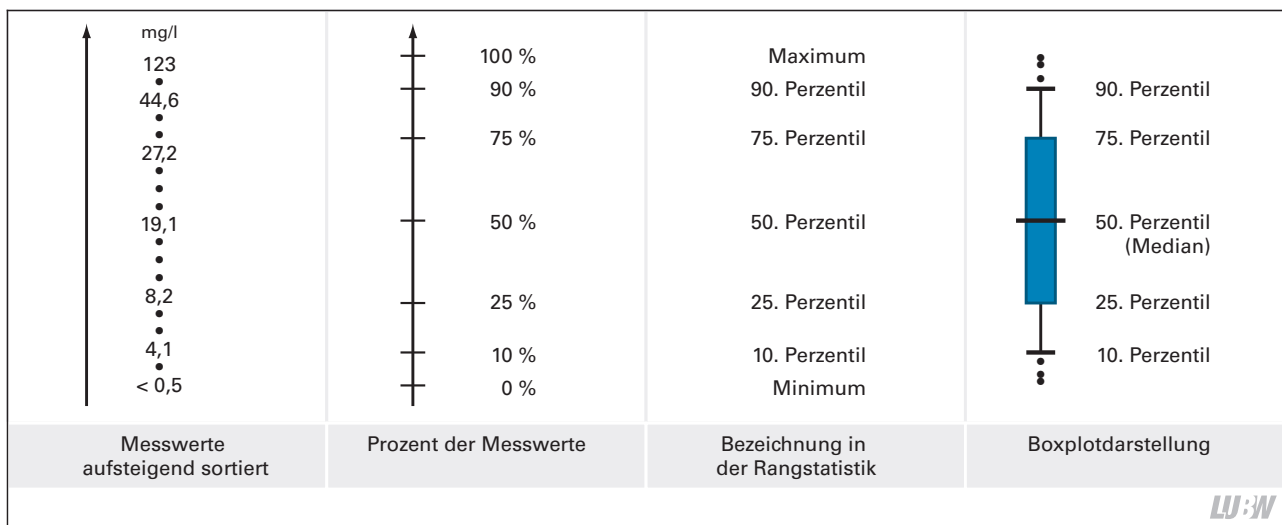 mg/l
123
44,6
27,2
19,1
8,2
4,1
< 0,5
Messwerte
aufsteigend sortiert
100 %
90 %
75 %
50 %
25 %
10 %
0 %
Prozent der Messwerte
Maximum
90. Perzentil
75. Perzentil
50. Perzentil
25. Perzentil
10. Perzentil
Minimum
Bezeichnung in
der Rangstatistik
90. Perzentil
75. Perzentil
50. Perzentil
(Median)
25. Perzentil
10. Perzentil
Boxplotdarstellung
LUBW